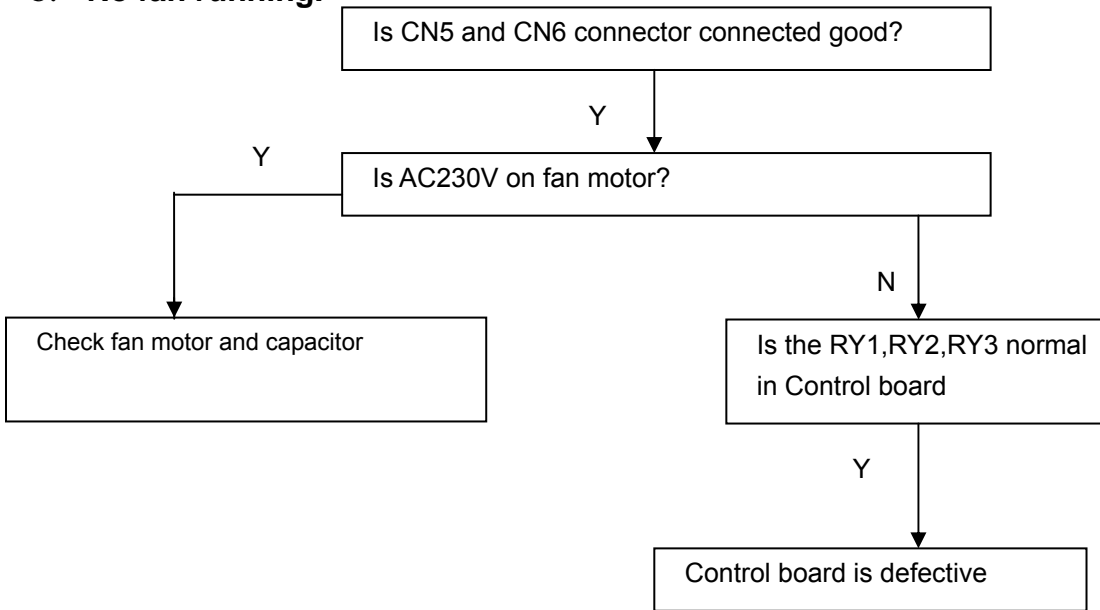 No fan running.
Is CN5 and CN6 connector connected good?
Y
Y
Is AC230V on fan motor?
N
Check fan motor and capacitor
Is the RY1,RY2,RY3 normal
in Control board
Y
Control board is defective